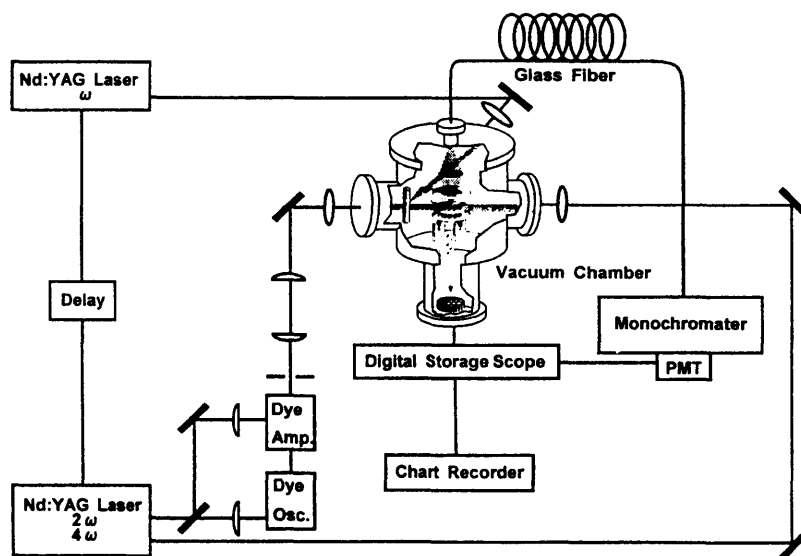 Glass Fiber
Nd:YAG Laser
ω
Vacuum Chamber
Delay
Monochromater
PMT
Digital Storage Scope
Dye
Amp.
Chart Recorder
Dye
Osc.
Nd:YAG Laser
2ω
4ω